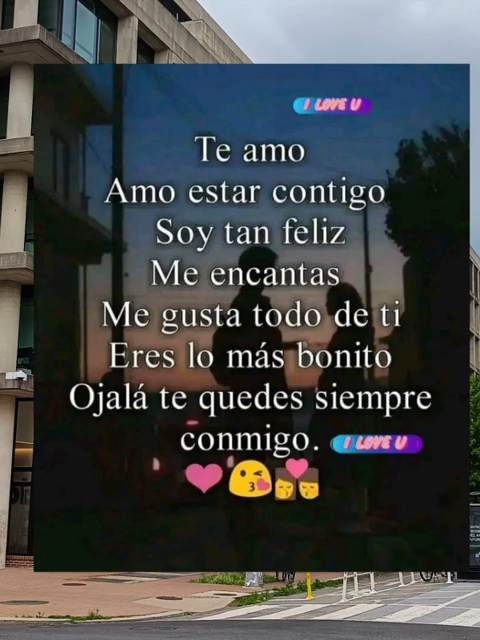 I LOVE U
Te amo
Amo estar contigo
Soy tan feliz
Me encantas
Me gusta todo de ti
Eres lo más bonito
Ojalá te quedes siempre
conmigo. I LOVE U